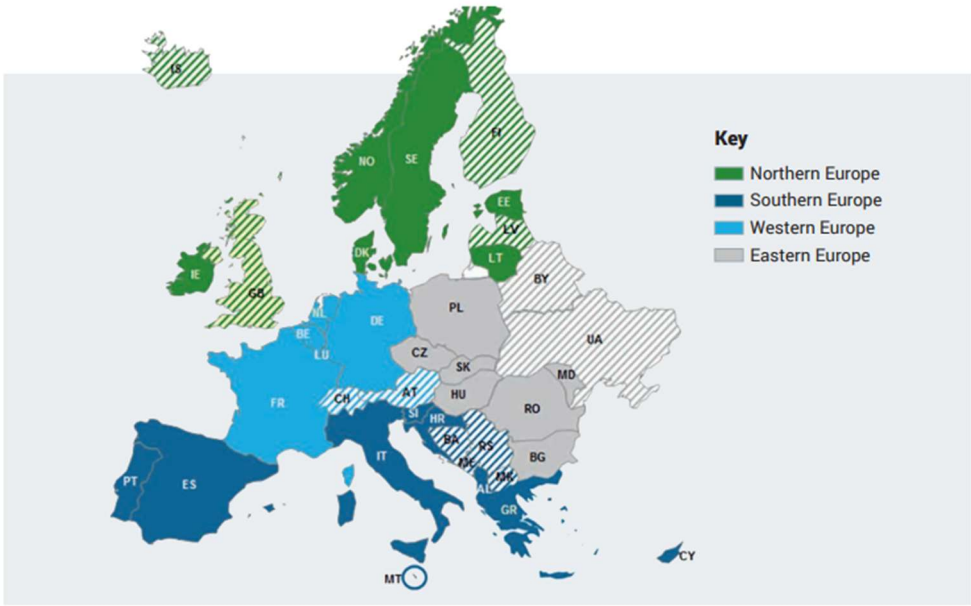 IS
FI
NO
SE
EE
LV
DK
LT
IE
BY
GB
NL
PL
DE
BE
UA
LU
CZ
SK
MD
AT
HU
CH
FR
RO
SI
HR
BA
RS
IT
BG
ME
MK
PT
ES
AL
GR
CY
MT
Key
Northern Europe
Southern Europe
Western Europe
Eastern Europe